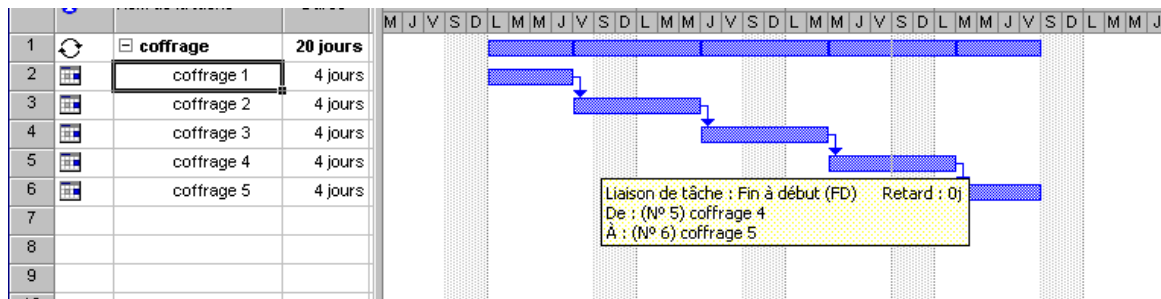 M J V S D L M M J V S D L M M J V S D L M M J V S D L M M J V S D L M M J
1 coffrage 20 jours
2 coffrage 1 4 jours
3 coffrage 2 4 jours
4 coffrage 3 4 jours
5 coffrage 4 4 jours
6 coffrage 5 4 jours
7
8
9
Liaison de tâche : Fin à début (FD) Retard : 0j
De : (Nº 5) coffrage 4
À : (Nº 6) coffrage 5